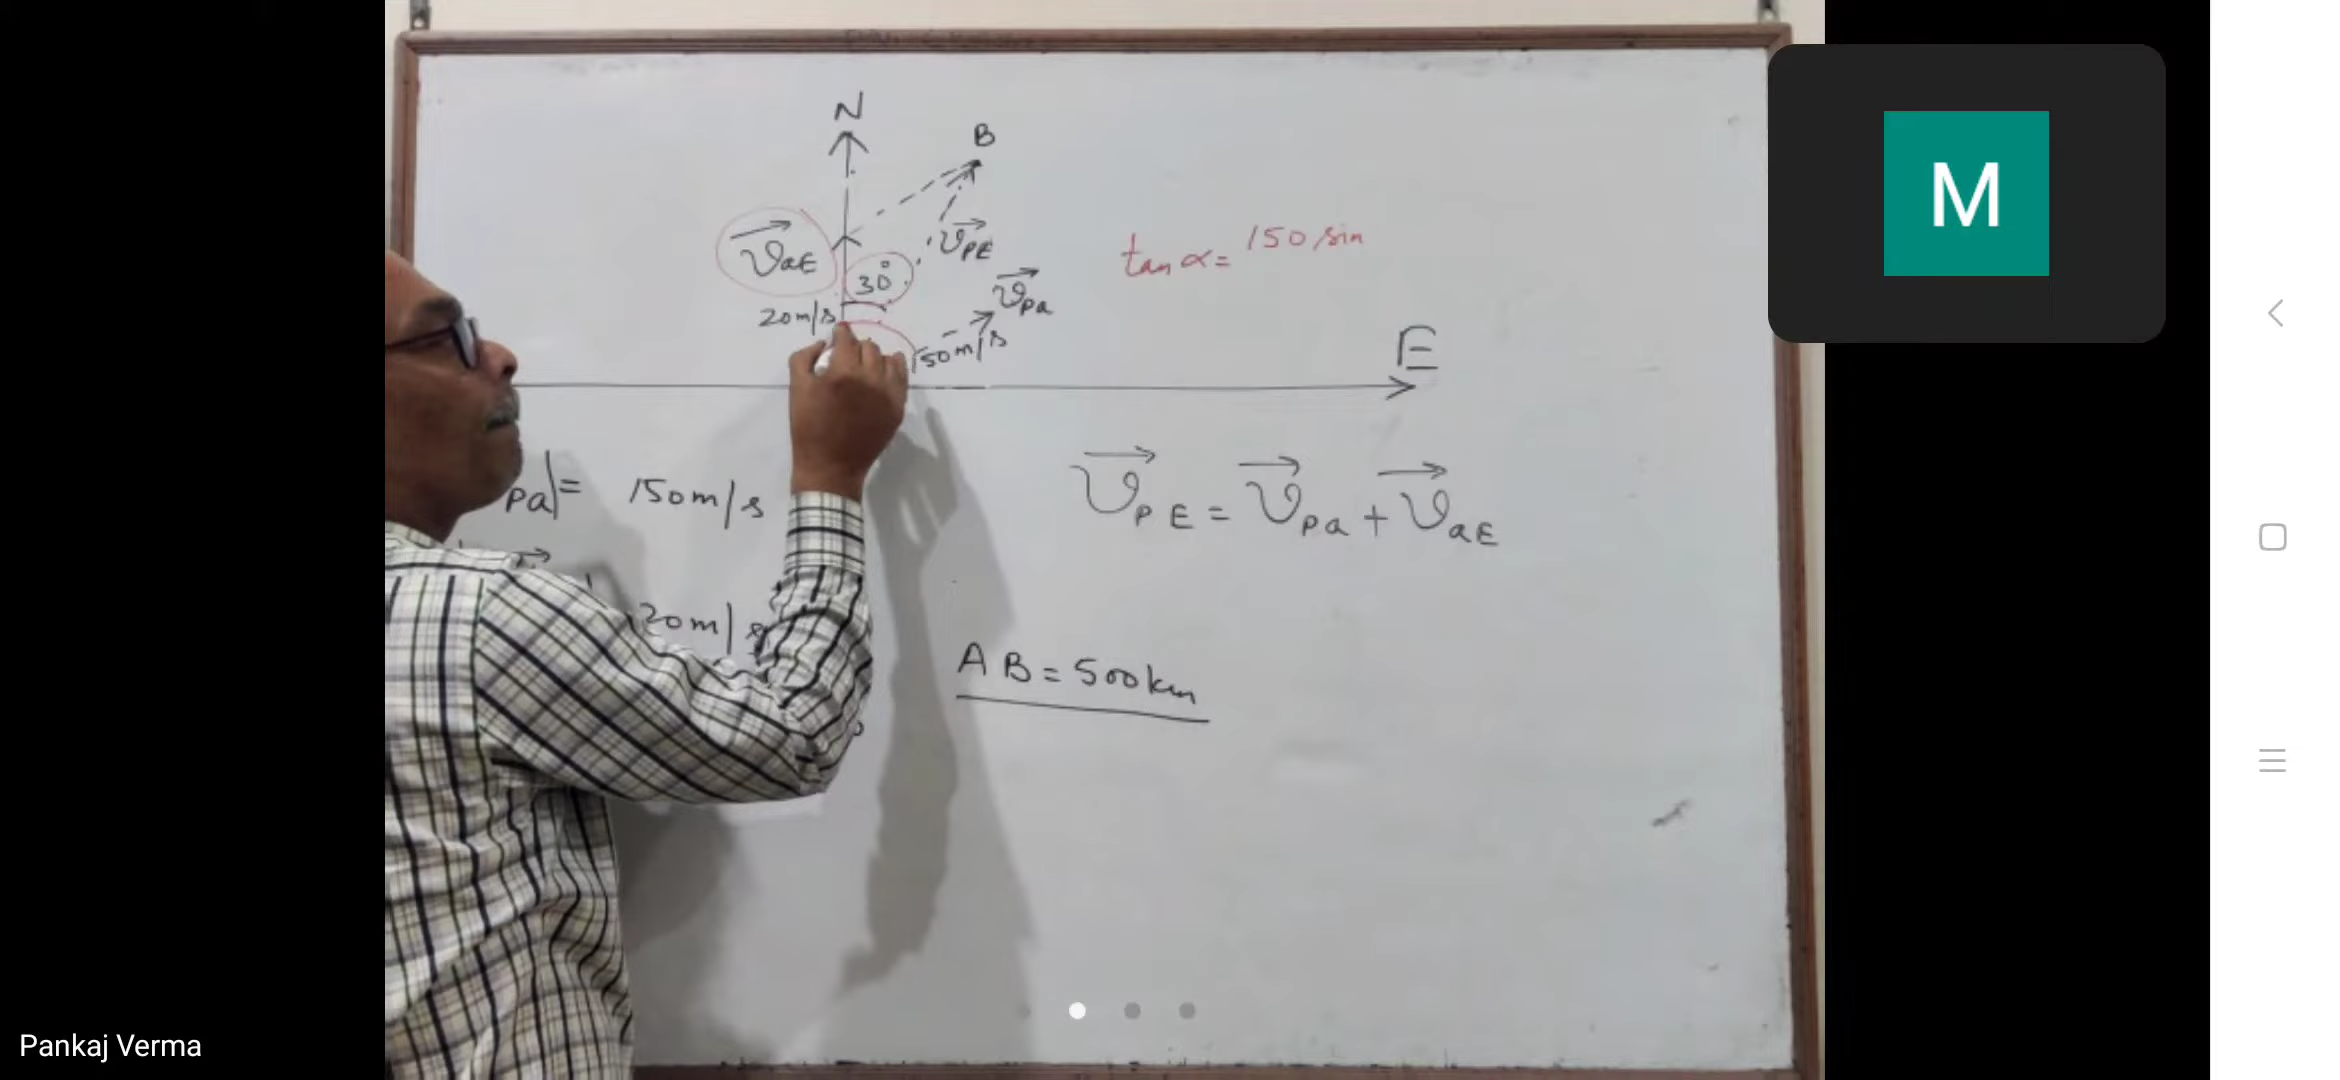 N
B
v⃗aE
30°
v⃗PE
v⃗Pa
20m/s
150m/s
tan α = 150 sin
E
Pa| = 150m/s
20m/s
v⃗PE = v⃗Pa + v⃗aE
AB = 500km
M
Pankaj Verma